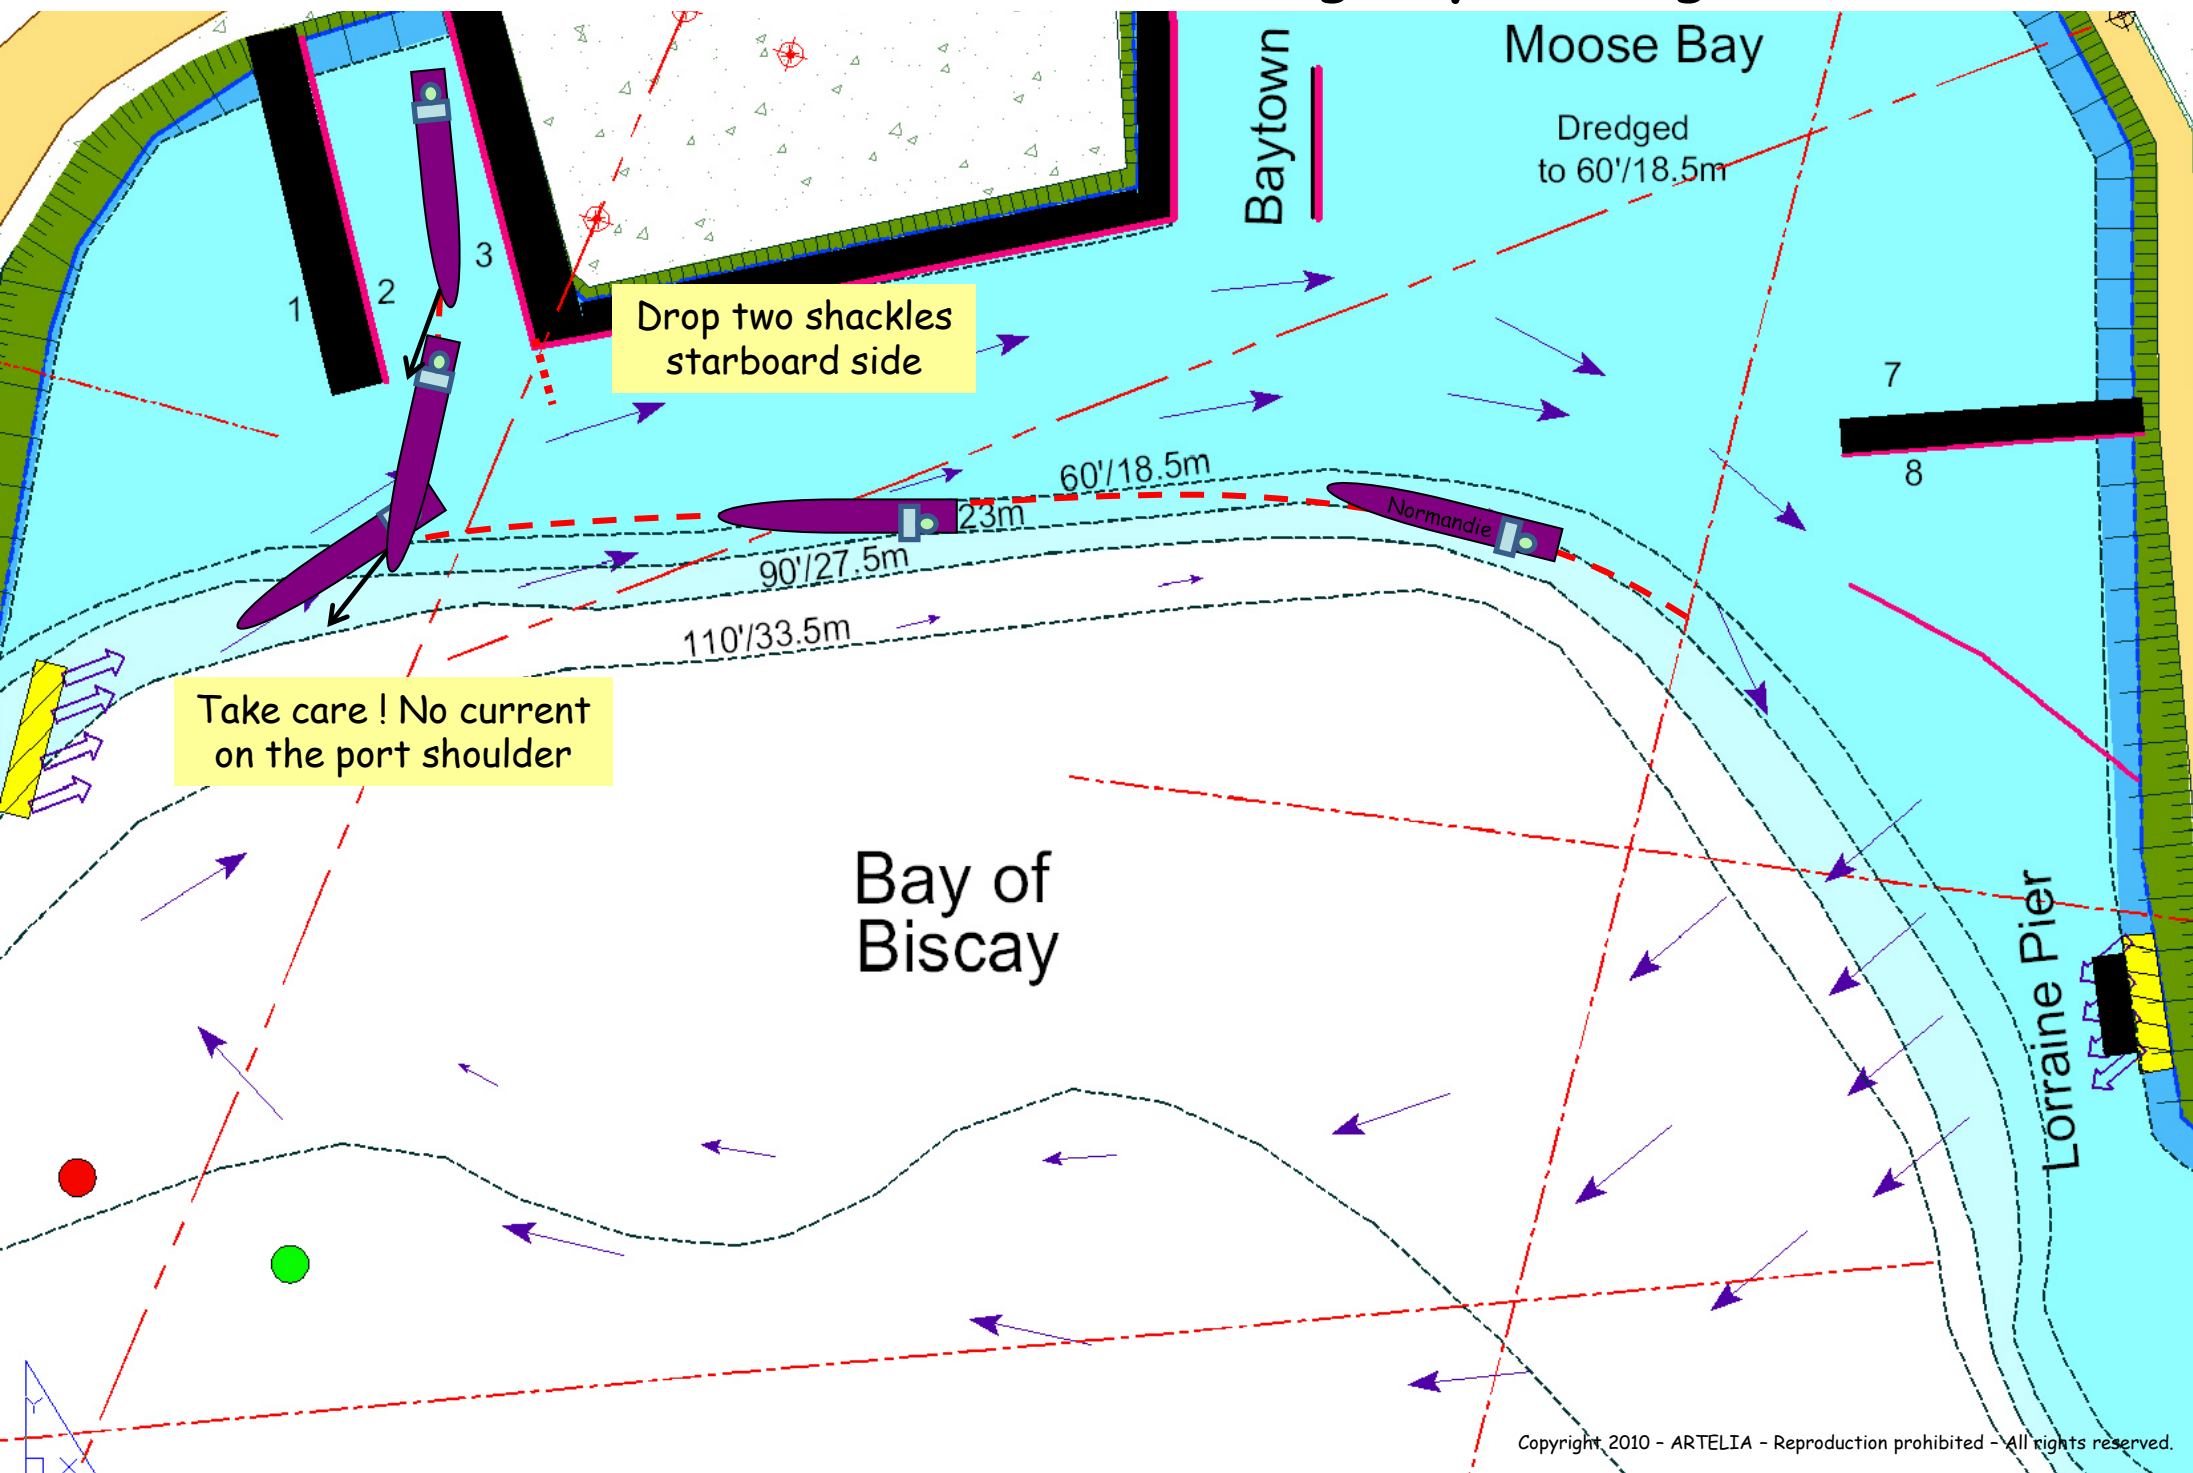 Moose Bay
Baytown
Dredged
to 60'/18.5m
1
2
3
Drop two shackles
starboard side
7
8
60'/18.5m
Normandie
23m
90'/27.5m
110'/33.5m
Take care ! No current
on the port shoulder
Bay of
Biscay
Lorraine Pier
Y
X
Copyright 2010 – ARTELIA – Reproduction prohibited – All rights reserved.